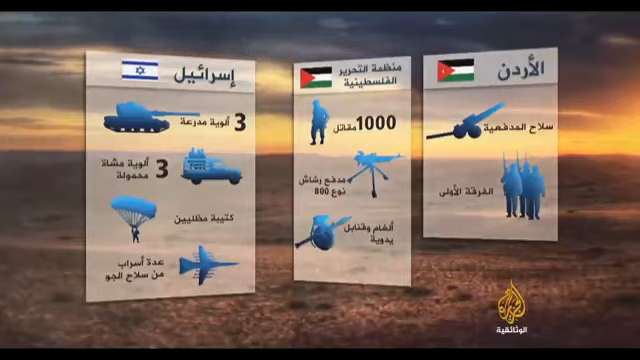 الأردن
سلاح المدفعية
الفرقة الأولى
منظمة التحرير
الفلسطينية
1000 مقاتل
مدفع رشاش
نوع 800
ألغام وقنابل
يدوية
إسرائيل
3 ألوية مدرعة
3 ألوية مشاة
محمولة
كتيبة مظليين
عدة أسراب
من سلاح الجو
الجزيرة
الوثائقية